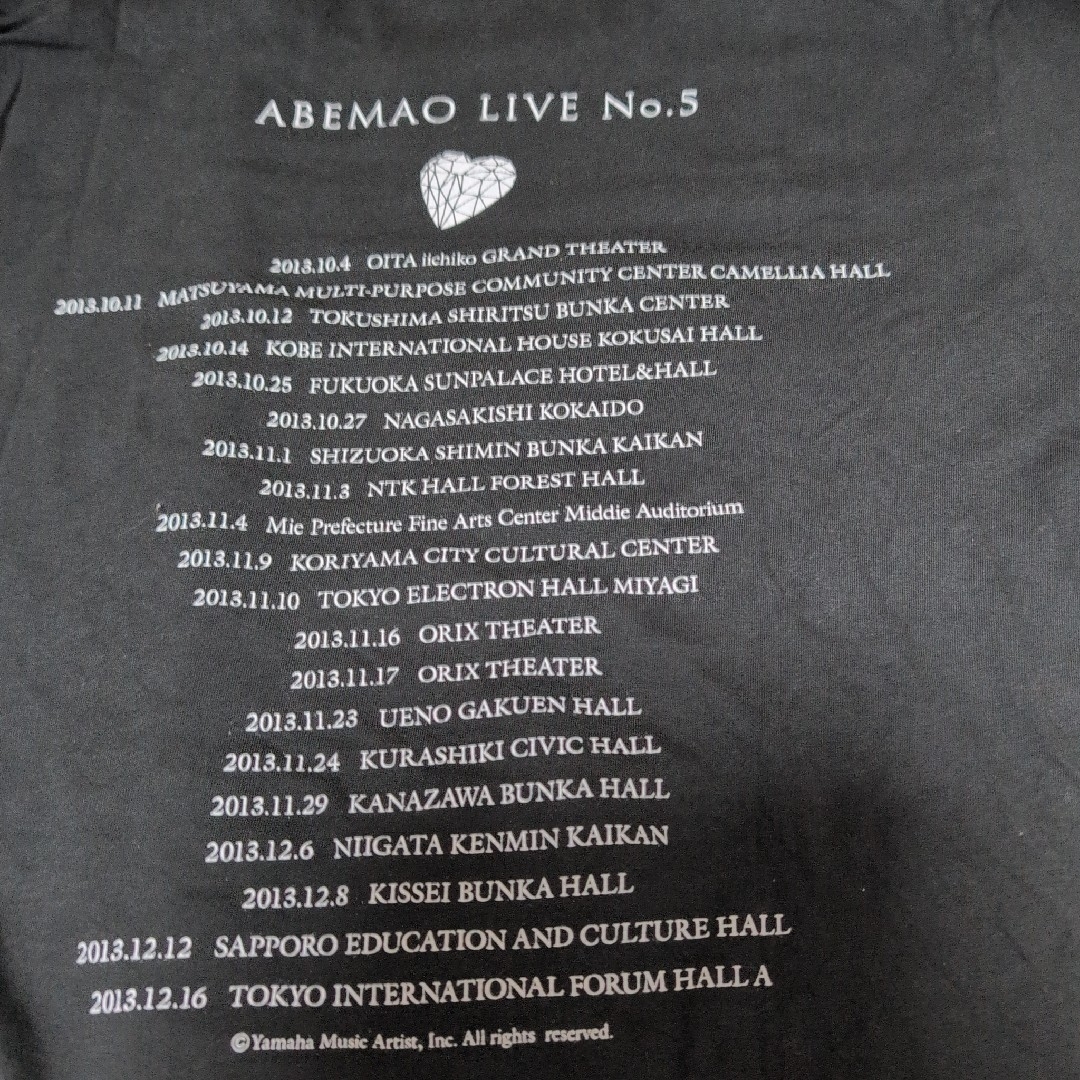 ABEMAO LIVE No.5
2013.10.4 OITA iichiko GRAND THEATER
2013.10.11 MATSUYAMA MULTI-PURPOSE COMMUNITY CENTER CAMELLIA HALL
2013.10.12 TOKUSHIMA SHIRITSU BUNKA CENTER
2013.10.14 KOBE INTERNATIONAL HOUSE KOKUSAI HALL
2013.10.25 FUKUOKA SUNPALACE HOTEL&HALL
2013.10.27 NAGASAKISHI KOKAIDO
2013.11.1 SHIZUOKA SHIMIN BUNKA KAIKAN
2013.11.3 NTK HALL FOREST HALL
2013.11.4 Mie Prefecture Fine Arts Center Middie Auditorium
2013.11.9 KORIYAMA CITY CULTURAL CENTER
2013.11.10 TOKYO ELECTRON HALL MIYAGI
2013.11.16 ORIX THEATER
2013.11.17 ORIX THEATER
2013.11.23 UENO GAKUEN HALL
2013.11.24 KURASHIKI CIVIC HALL
2013.11.29 KANAZAWA BUNKA HALL
2013.12.6 NIIGATA KENMIN KAIKAN
2013.12.8 KISSEI BUNKA HALL
2013.12.12 SAPPORO EDUCATION AND CULTURE HALL
2013.12.16 TOKYO INTERNATIONAL FORUM HALL A
©Yamaha Music Artist, Inc. All rights reserved.